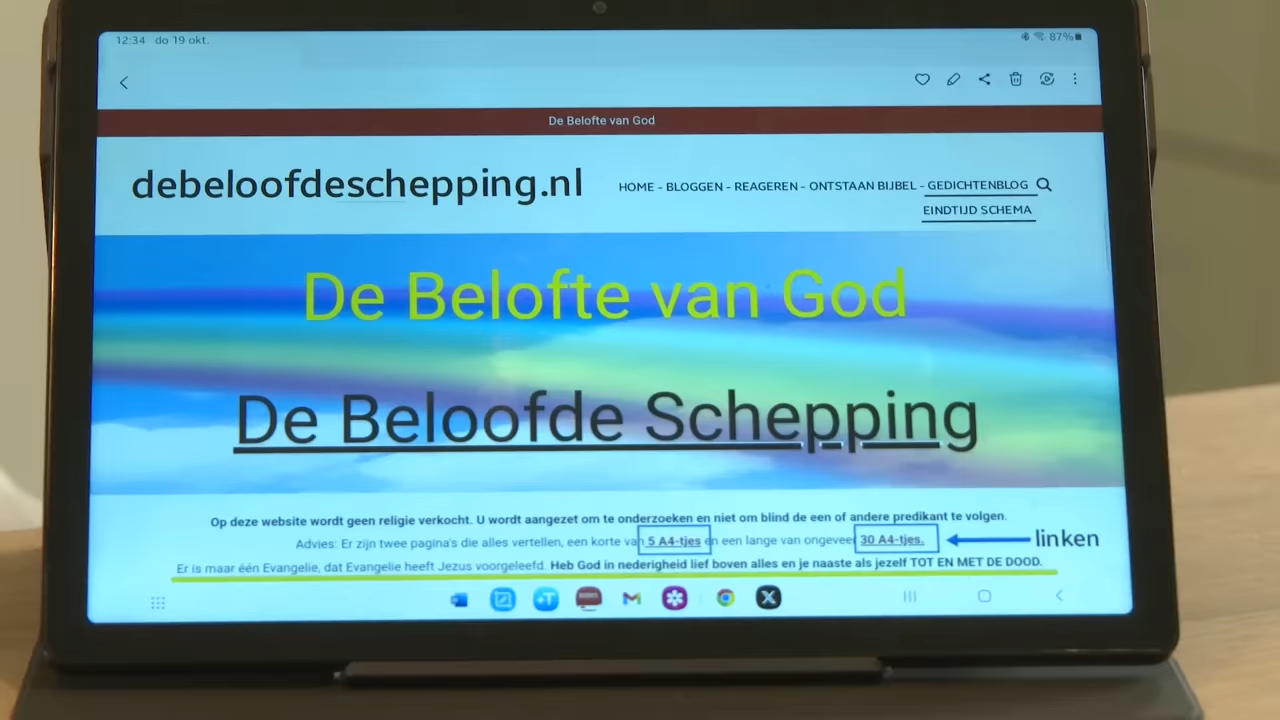 12:34 do 19 okt.
87%
De Belofte van God
debeloofdeschepping.nl
HOME - BLOGGEN - REAGEREN - ONTSTAAN BIJBEL - GEDICHTENBLOG
EINDTIJD SCHEMA
De Belofte van God
De Beloofde Schepping
Op deze website wordt geen religie verkocht. U wordt aangezet om te onderzoeken en niet om blind de een of andere predikant te volgen.
Advies: Er zijn twee pagina's die alles vertellen, een korte van 5 A4-tjes en een lange van ongeveer 30 A4-tjes. linken
Er is maar één Evangelie, dat Evangelie heeft Jezus voorgeleefd. Heb God in nederigheid lief boven alles en je naaste als jezelf TOT EN MET DE DOOD.